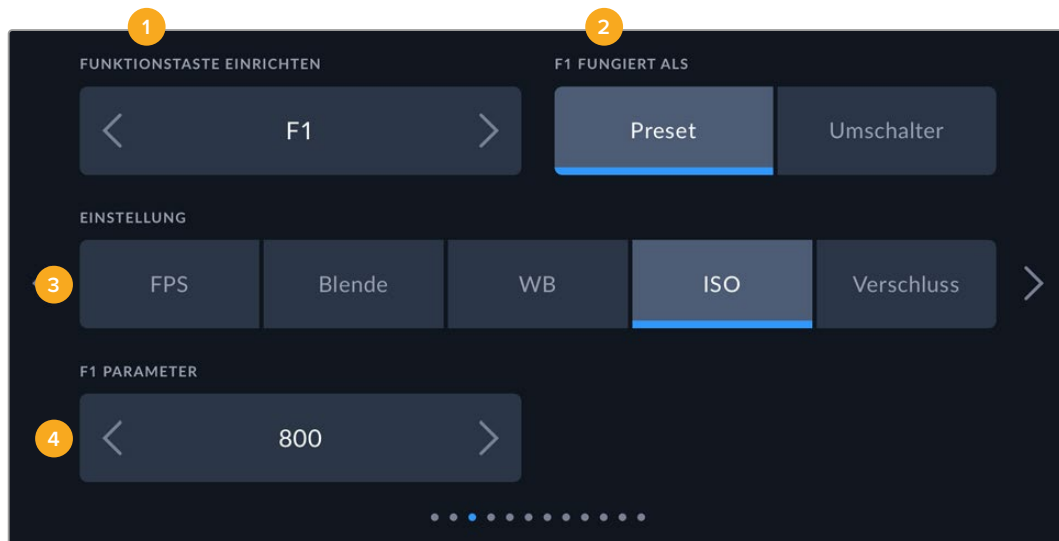 1 2
FUNKTIONSTASTE EINRICHTEN F1 FUNGIERT ALS
F1 Preset Umschalter
EINSTELLUNG
3 FPS Blende WB ISO Verschluss
F1 PARAMETER
4 800